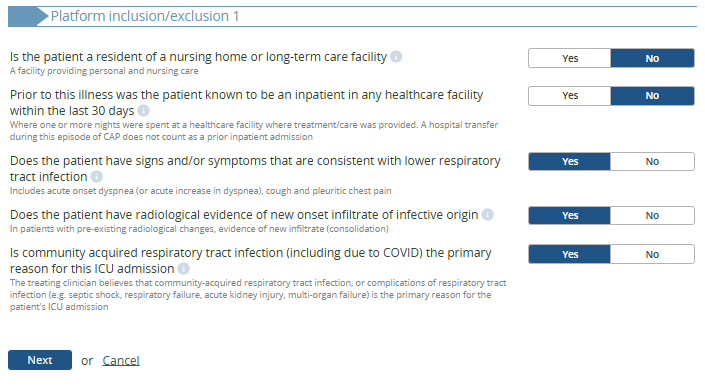 Platform inclusion/exclusion 1
Is the patient a resident of a nursing home or long-term care facility
Yes No
A facility providing personal and nursing care
Prior to this illness was the patient known to be an inpatient in any healthcare facility
Yes No
within the last 30 days
Where one or more nights were spent at a healthcare facility where treatment/care was provided. A hospital transfer
during this episode of CAP does not count as a prior inpatient admission
Does the patient have signs and/or symptoms that are consistent with lower respiratory
Yes No
tract infection
Includes acute onset dyspnea (or acute increase in dyspnea), cough and pleuritic chest pain
Does the patient have radiological evidence of new onset infiltrate of infective origin
Yes No
In patients with pre-existing radiological changes, evidence of new infiltrate (consolidation)
Is community acquired respiratory tract infection (including due to COVID) the primary
Yes No
reason for this ICU admission
The treating clinician believes that community-acquired respiratory tract infection, or complications of respiratory tract
infection (e.g. septic shock, respiratory failure, acute kidney injury, multi-organ failure) is the primary reason for the
patient's ICU admission
Next or Cancel